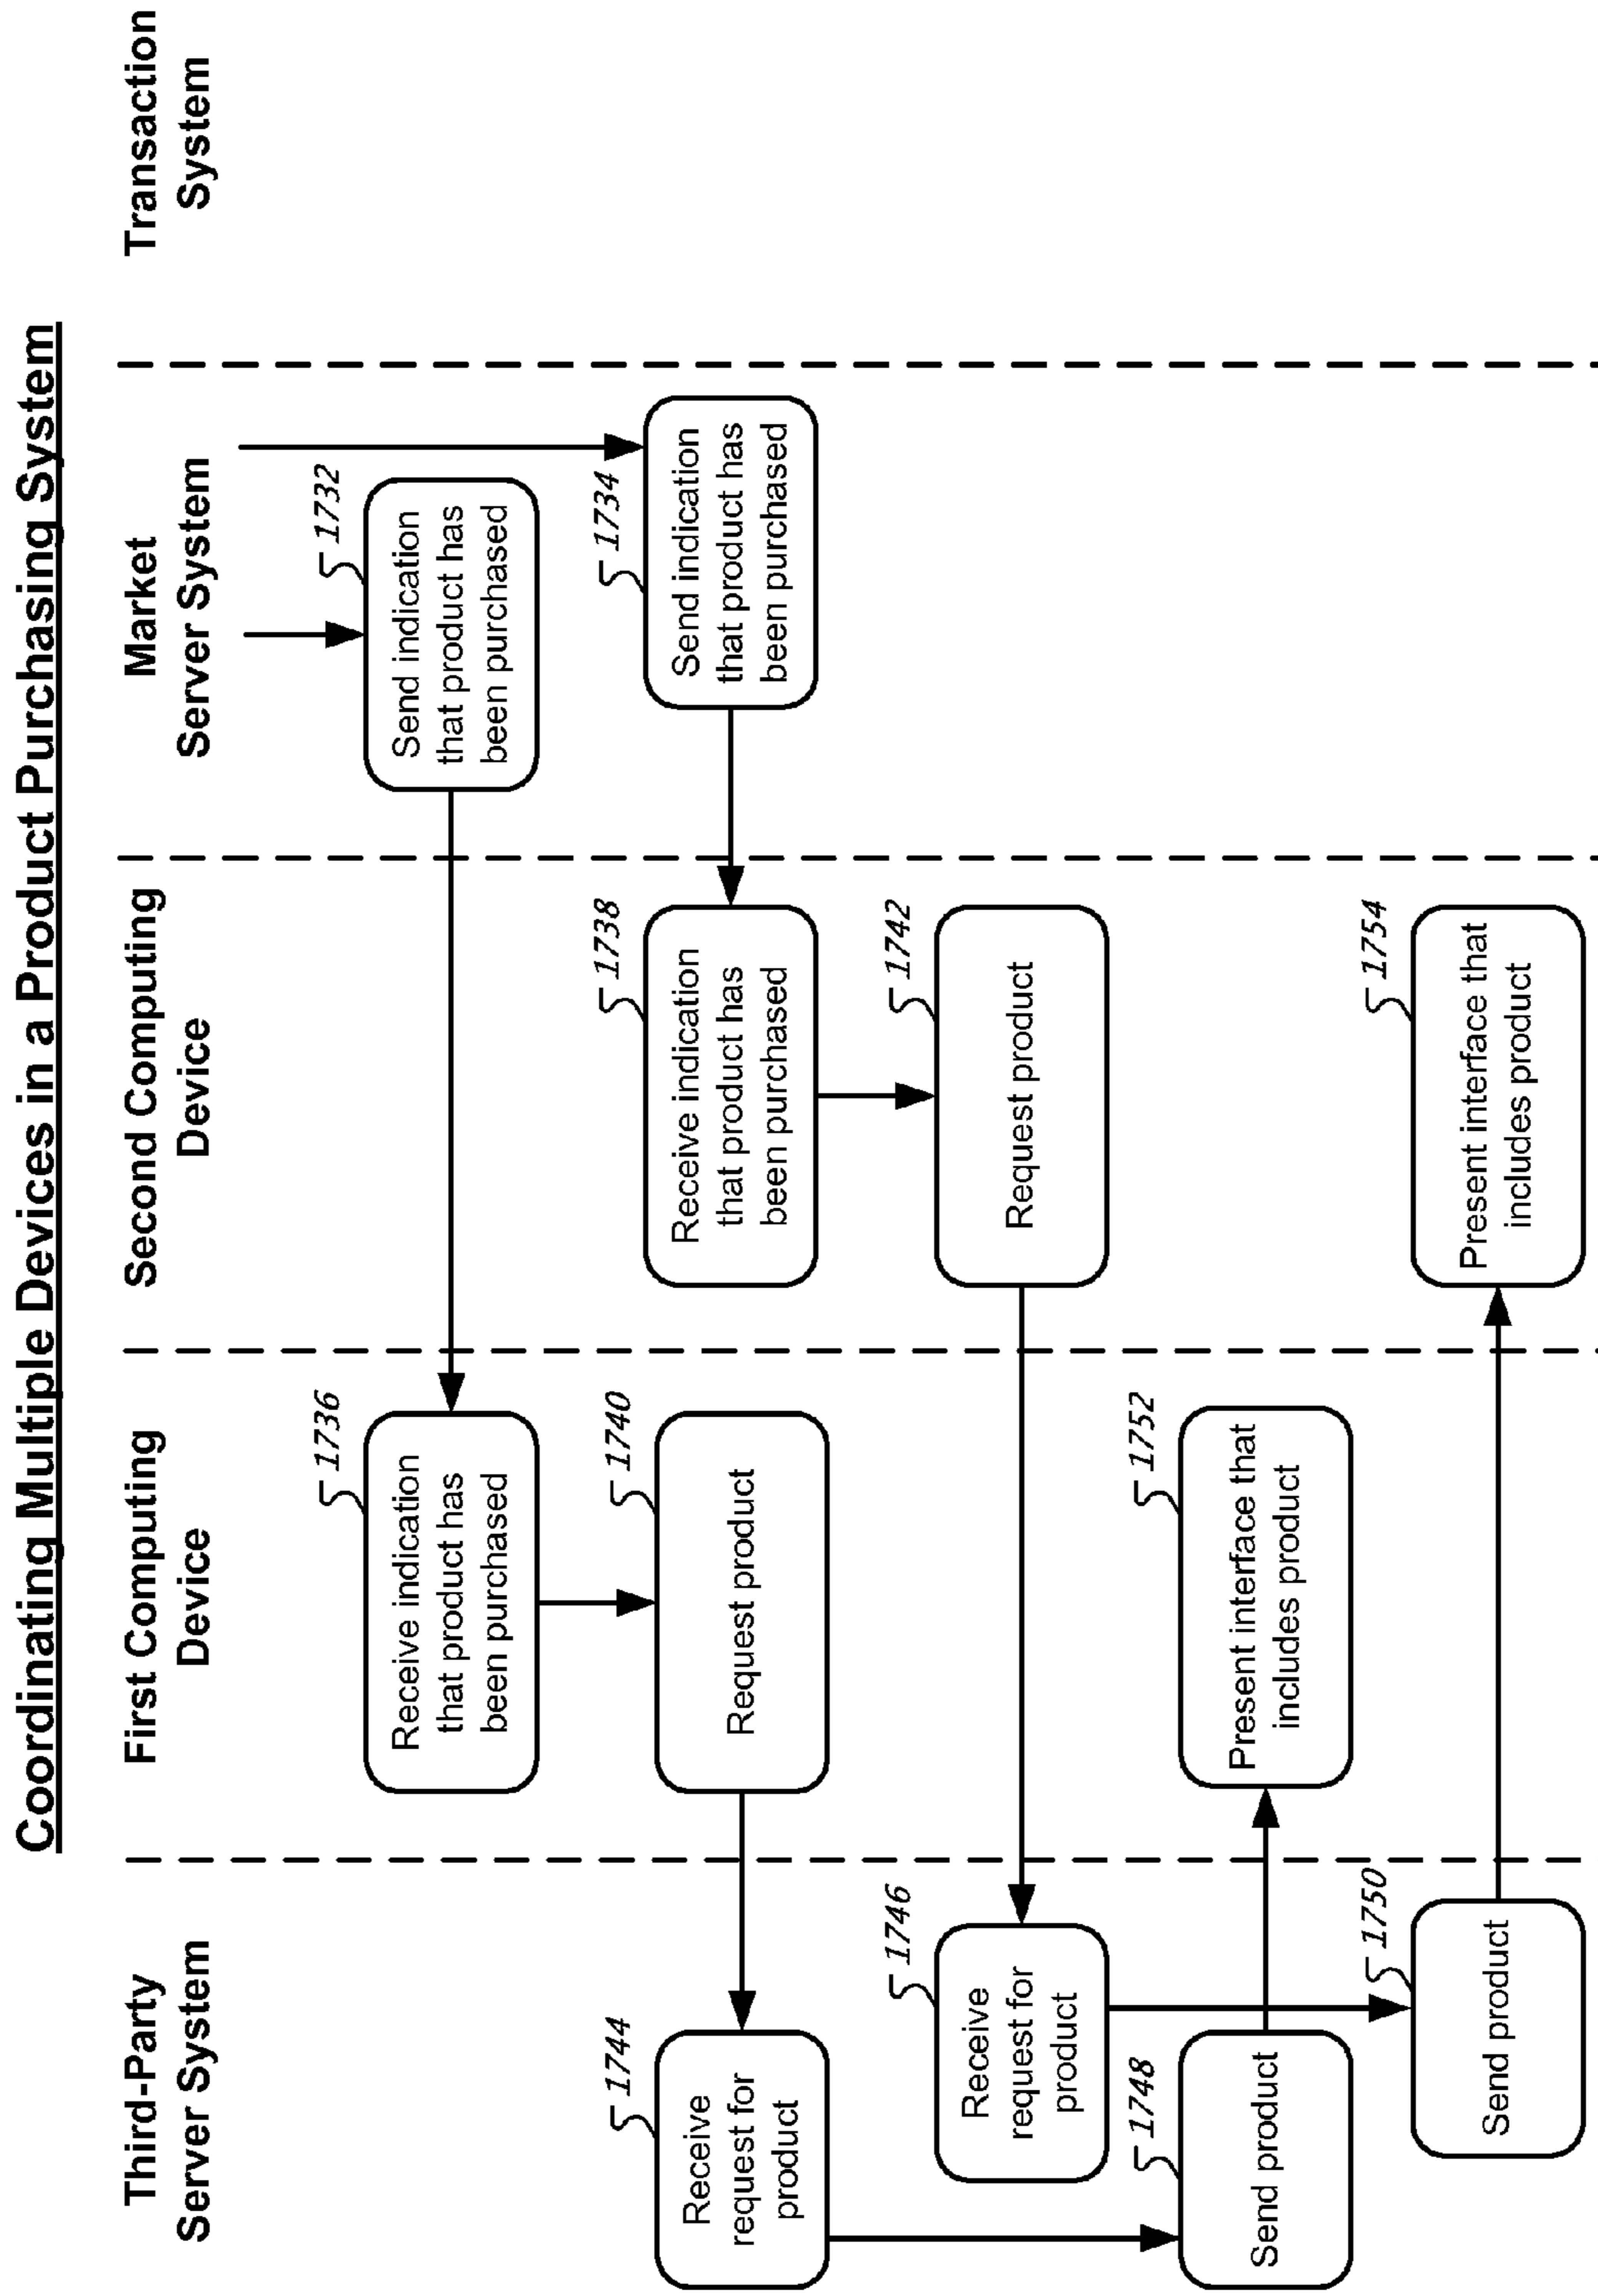 Coordinating Multiple Devices in a Product Purchasing System
Third-Party
Server System
First Computing
Device
Second Computing
Device
Market
Server System
Transaction
System
1732
Send indication
that product has
been purchased
1736
Receive indication
that product has
been purchased
1734
Send indication
that product has
been purchased
1738
Receive indication
that product has
been purchased
1740
Request product
1744
Receive
request for
product
1742
Request product
1746
Receive
request for
product
1748
Send product
1752
Present interface that
includes product
1750
Send product
1754
Present interface that
includes product